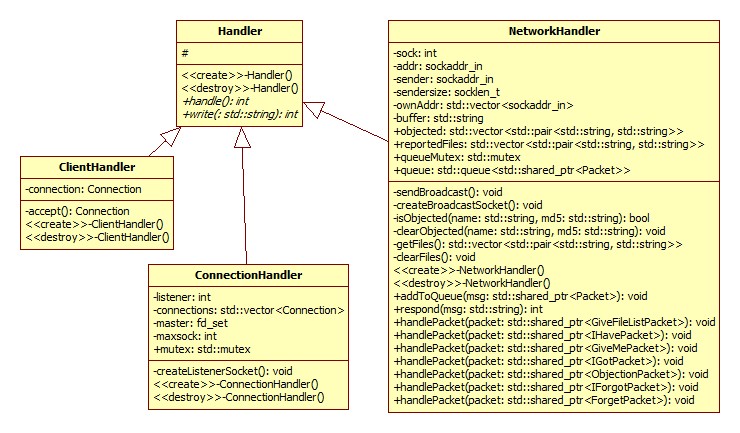 Handler
#
<<create>>-Handler()
<<destroy>>-Handler()
+handle(): int
+write(: std::string): int
NetworkHandler
-sock: int
-addr: sockaddr_in
-sender: sockaddr_in
-sendersize: socklen_t
-ownAddr: std::vector<sockaddr_in>
-buffer: std::string
+objected: std::vector<std::pair<std::string, std::string>>
+reportedFiles: std::vector<std::pair<std::string, std::string>>
+queueMutex: std::mutex
+queue: std::queue<std::shared_ptr<Packet>>
-sendBroadcast(): void
-createBroadcastSocket(): void
-isObjected(name: std::string, md5: std::string): bool
-clearObjected(name: std::string, md5: std::string): void
-getFiles(): std::vector<std::pair<std::string, std::string>>
-clearFiles(): void
<<create>>-NetworkHandler()
<<destroy>>-NetworkHandler()
+addToQueue(msg: std::shared_ptr<Packet>): void
+respond(msg: std::string): int
+handlePacket(packet: std::shared_ptr<GiveFileListPacket>): void
+handlePacket(packet: std::shared_ptr<IHavePacket>): void
+handlePacket(packet: std::shared_ptr<GiveMePacket>): void
+handlePacket(packet: std::shared_ptr<IGotPacket>): void
+handlePacket(packet: std::shared_ptr<ObjectionPacket>): void
+handlePacket(packet: std::shared_ptr<IForgotPacket>): void
+handlePacket(packet: std::shared_ptr<ForgetPacket>): void
ClientHandler
-connection: Connection
-accept(): Connection
<<create>>-ClientHandler()
<<destroy>>-ClientHandler()
ConnectionHandler
-listener: int
-connections: std::vector<Connection>
-master: fd_set
-maxsock: int
+mutex: std::mutex
-createListenerSocket(): void
<<create>>-ConnectionHandler()
<<destroy>>-ConnectionHandler()